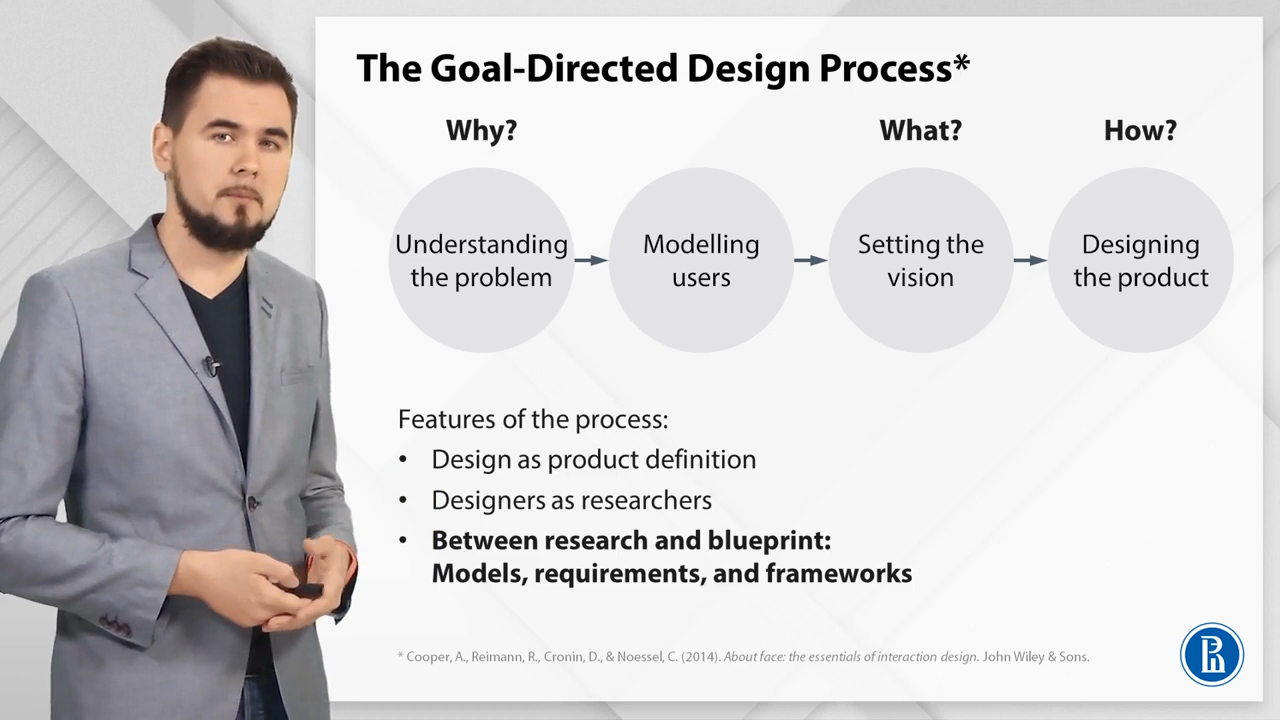 The Goal-Directed Design Process*
Why?
What?
How?
Understanding
the problem
Modelling
users
Setting the
vision
Designing
the product
Features of the process:
• Design as product definition
• Designers as researchers
• Between research and blueprint:
Models, requirements, and frameworks
* Cooper, A., Reimann, R., Cronin, D., & Noessel, C. (2014). About face: the essentials of interaction design. John Wiley & Sons.